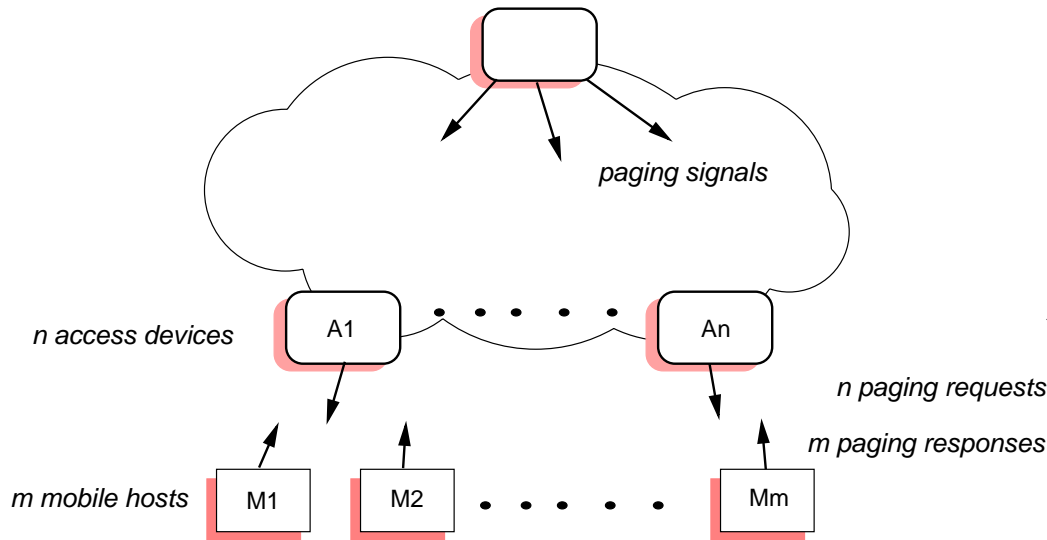 paging signals
n access devices
A1
An
n paging requests
m paging responses
m mobile hosts
M1
M2
Mm